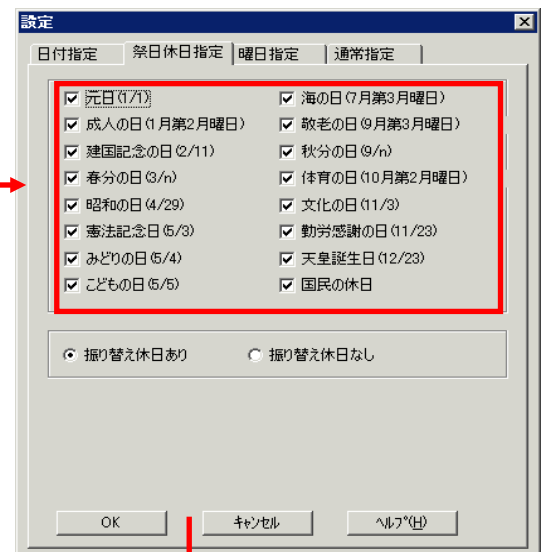 設定
日付指定 祭日休日指定 曜日指定 通常指定
元日(1/1) 海の日(7月第3月曜日)
成人の日(1月第2月曜日) 敬老の日(9月第3月曜日)
建国記念の日(2/11) 秋分の日(9/n)
春分の日(3/n) 体育の日(10月第2月曜日)
昭和の日(4/29) 文化の日(11/3)
憲法記念日(5/3) 勤労感謝の日(11/23)
みどりの日(5/4) 天皇誕生日(12/23)
こどもの日(5/5) 国民の休日
振り替え休日あり 振り替え休日なし
OK キャンセル ヘルプ(H)